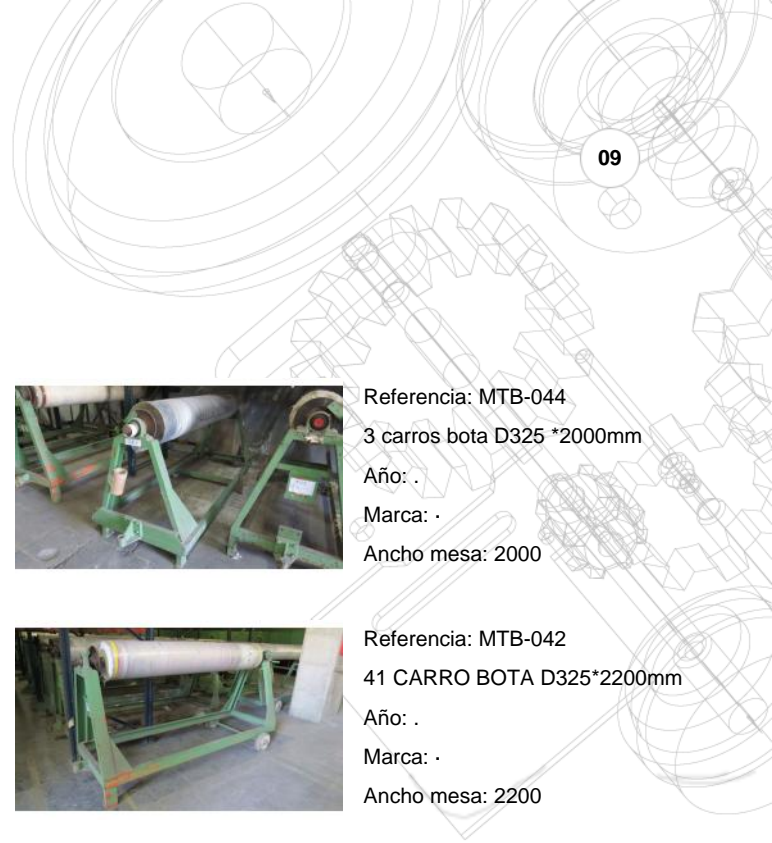 09
Referencia: MTB-044
3 carros bota D325 *2000mm
Año: .
Marca: ·
Ancho mesa: 2000
Referencia: MTB-042
41 CARRO BOTA D325*2200mm
Año: .
Marca: ·
Ancho mesa: 2200